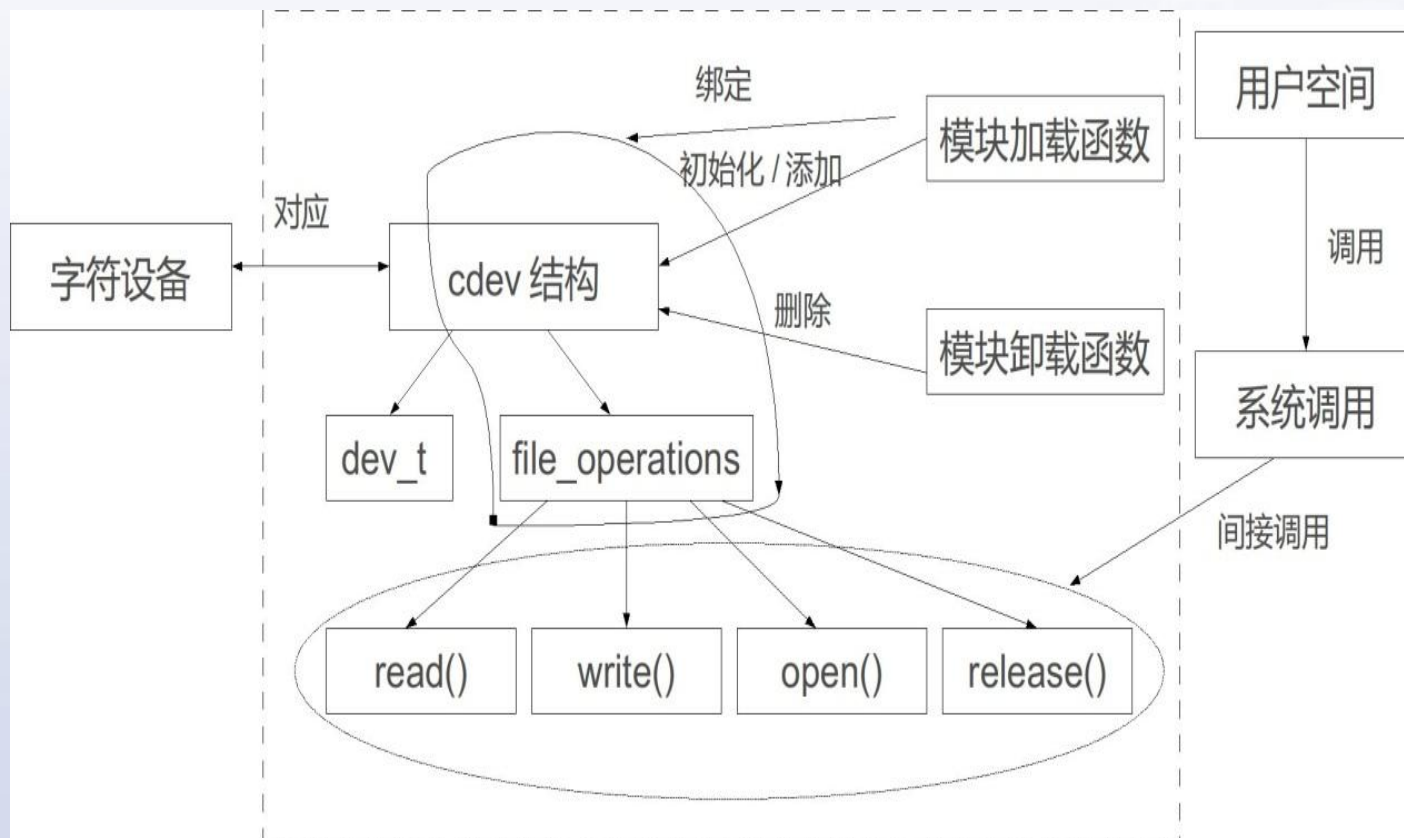 绑定
用户空间
模块加载函数
初始化 / 添加
对应
调用
字符设备
cdev 结构
删除
模块卸载函数
系统调用
dev_t
file_operations
间接调用
read()
write()
open()
release()